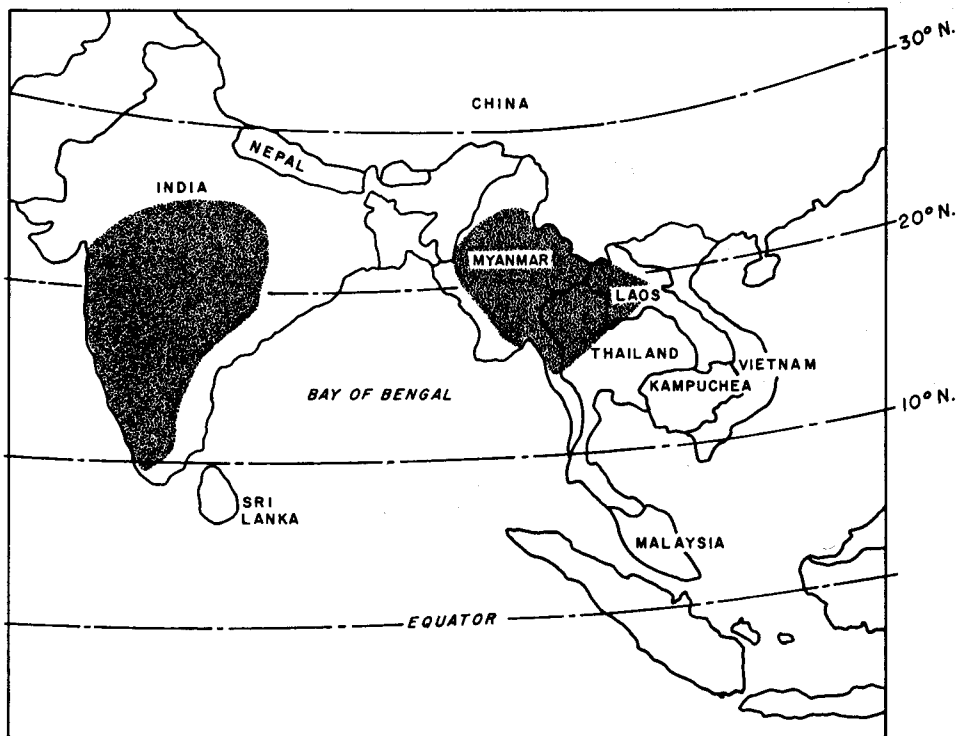 30° N.
CHINA
NEPAL
INDIA
20° N.
MYANMAR
LAOS
THAILAND
VIETNAM
KAMPUCHEA
BAY OF BENGAL
10° N.
SRI
LANKA
MALAYSIA
EQUATOR